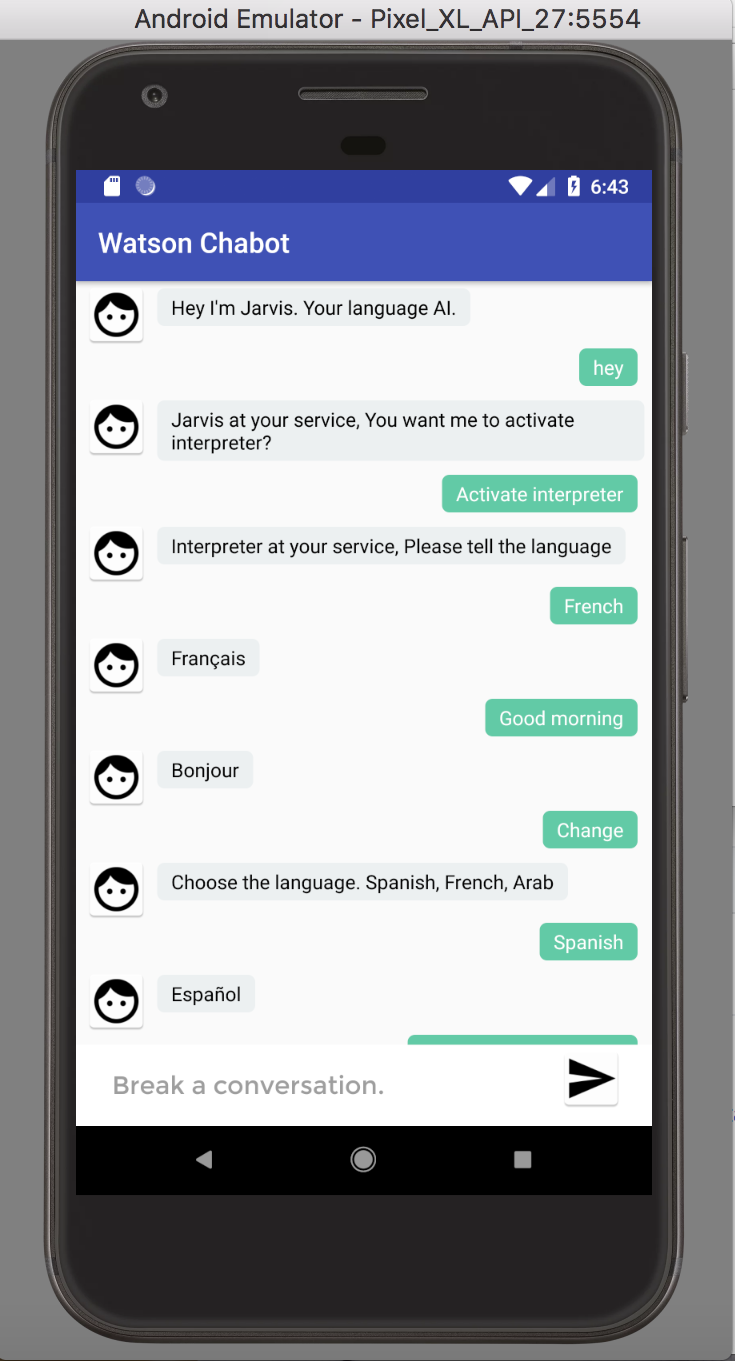 Android Emulator - Pixel_XL_API_27:5554
6:43
Watson Chabot
Hey I'm Jarvis. Your language AI.
hey
Jarvis at your service, You want me to activate
interpreter?
Activate interpreter
Interpreter at your service, Please tell the language
French
Français
Good morning
Bonjour
Change
Choose the language. Spanish, French, Arab
Spanish
Español
Break a conversation.